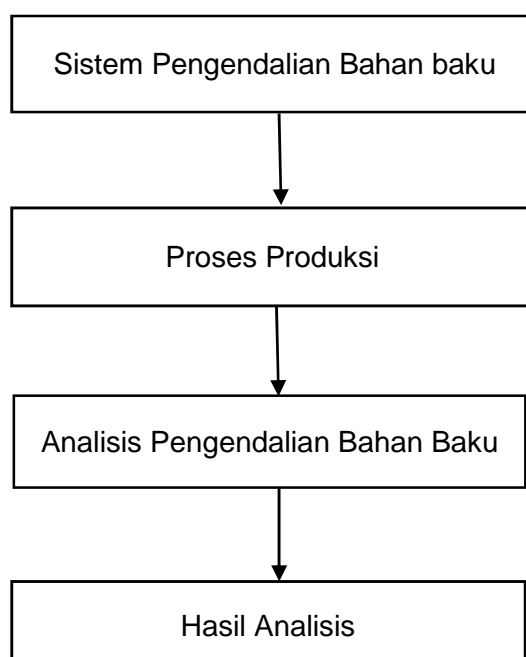 Sistem Pengendalian Bahan baku
Proses Produksi
Analisis Pengendalian Bahan Baku
Hasil Analisis